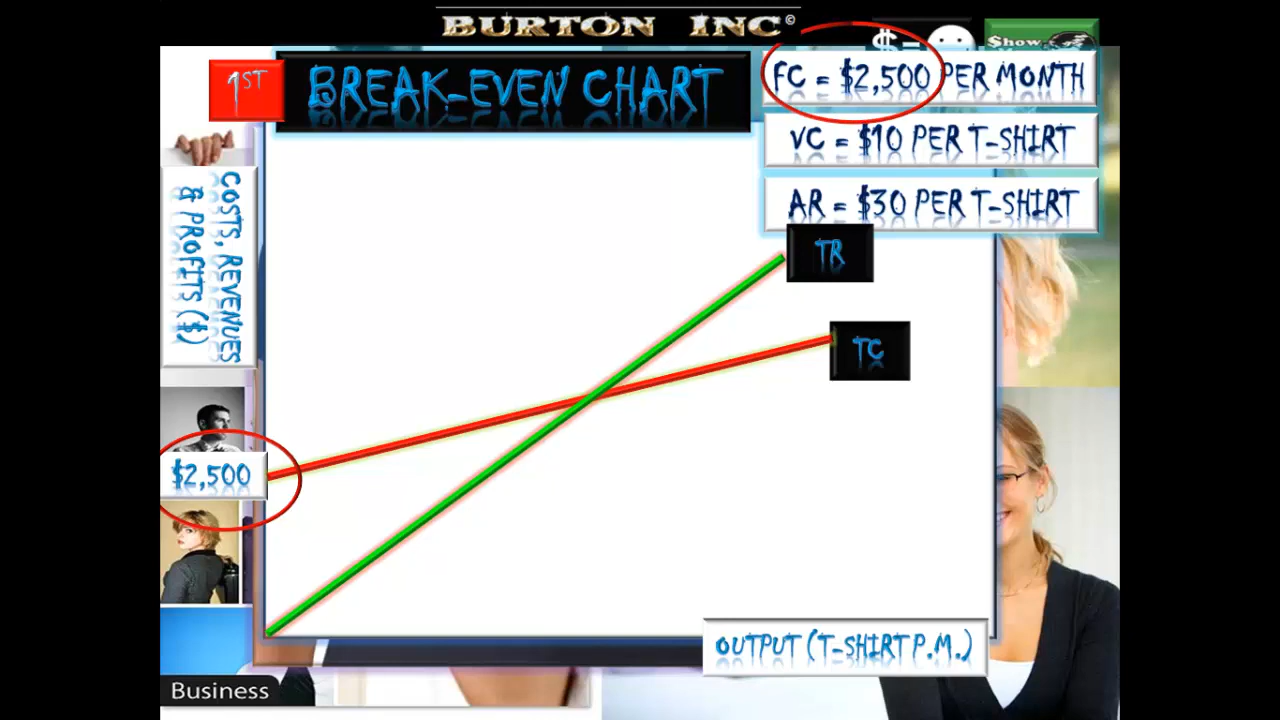 BURTON INC©
$=
$how
1ST
BREAK-EVEN CHART
FC = $2,500 PER MONTH
VC = $10 PER T-SHIRT
AR = $30 PER T-SHIRT
COSTS, REVENUES
& PROFITS ($)
TR
TC
$2,500
OUTPUT (T-SHIRT P.M.)
Business